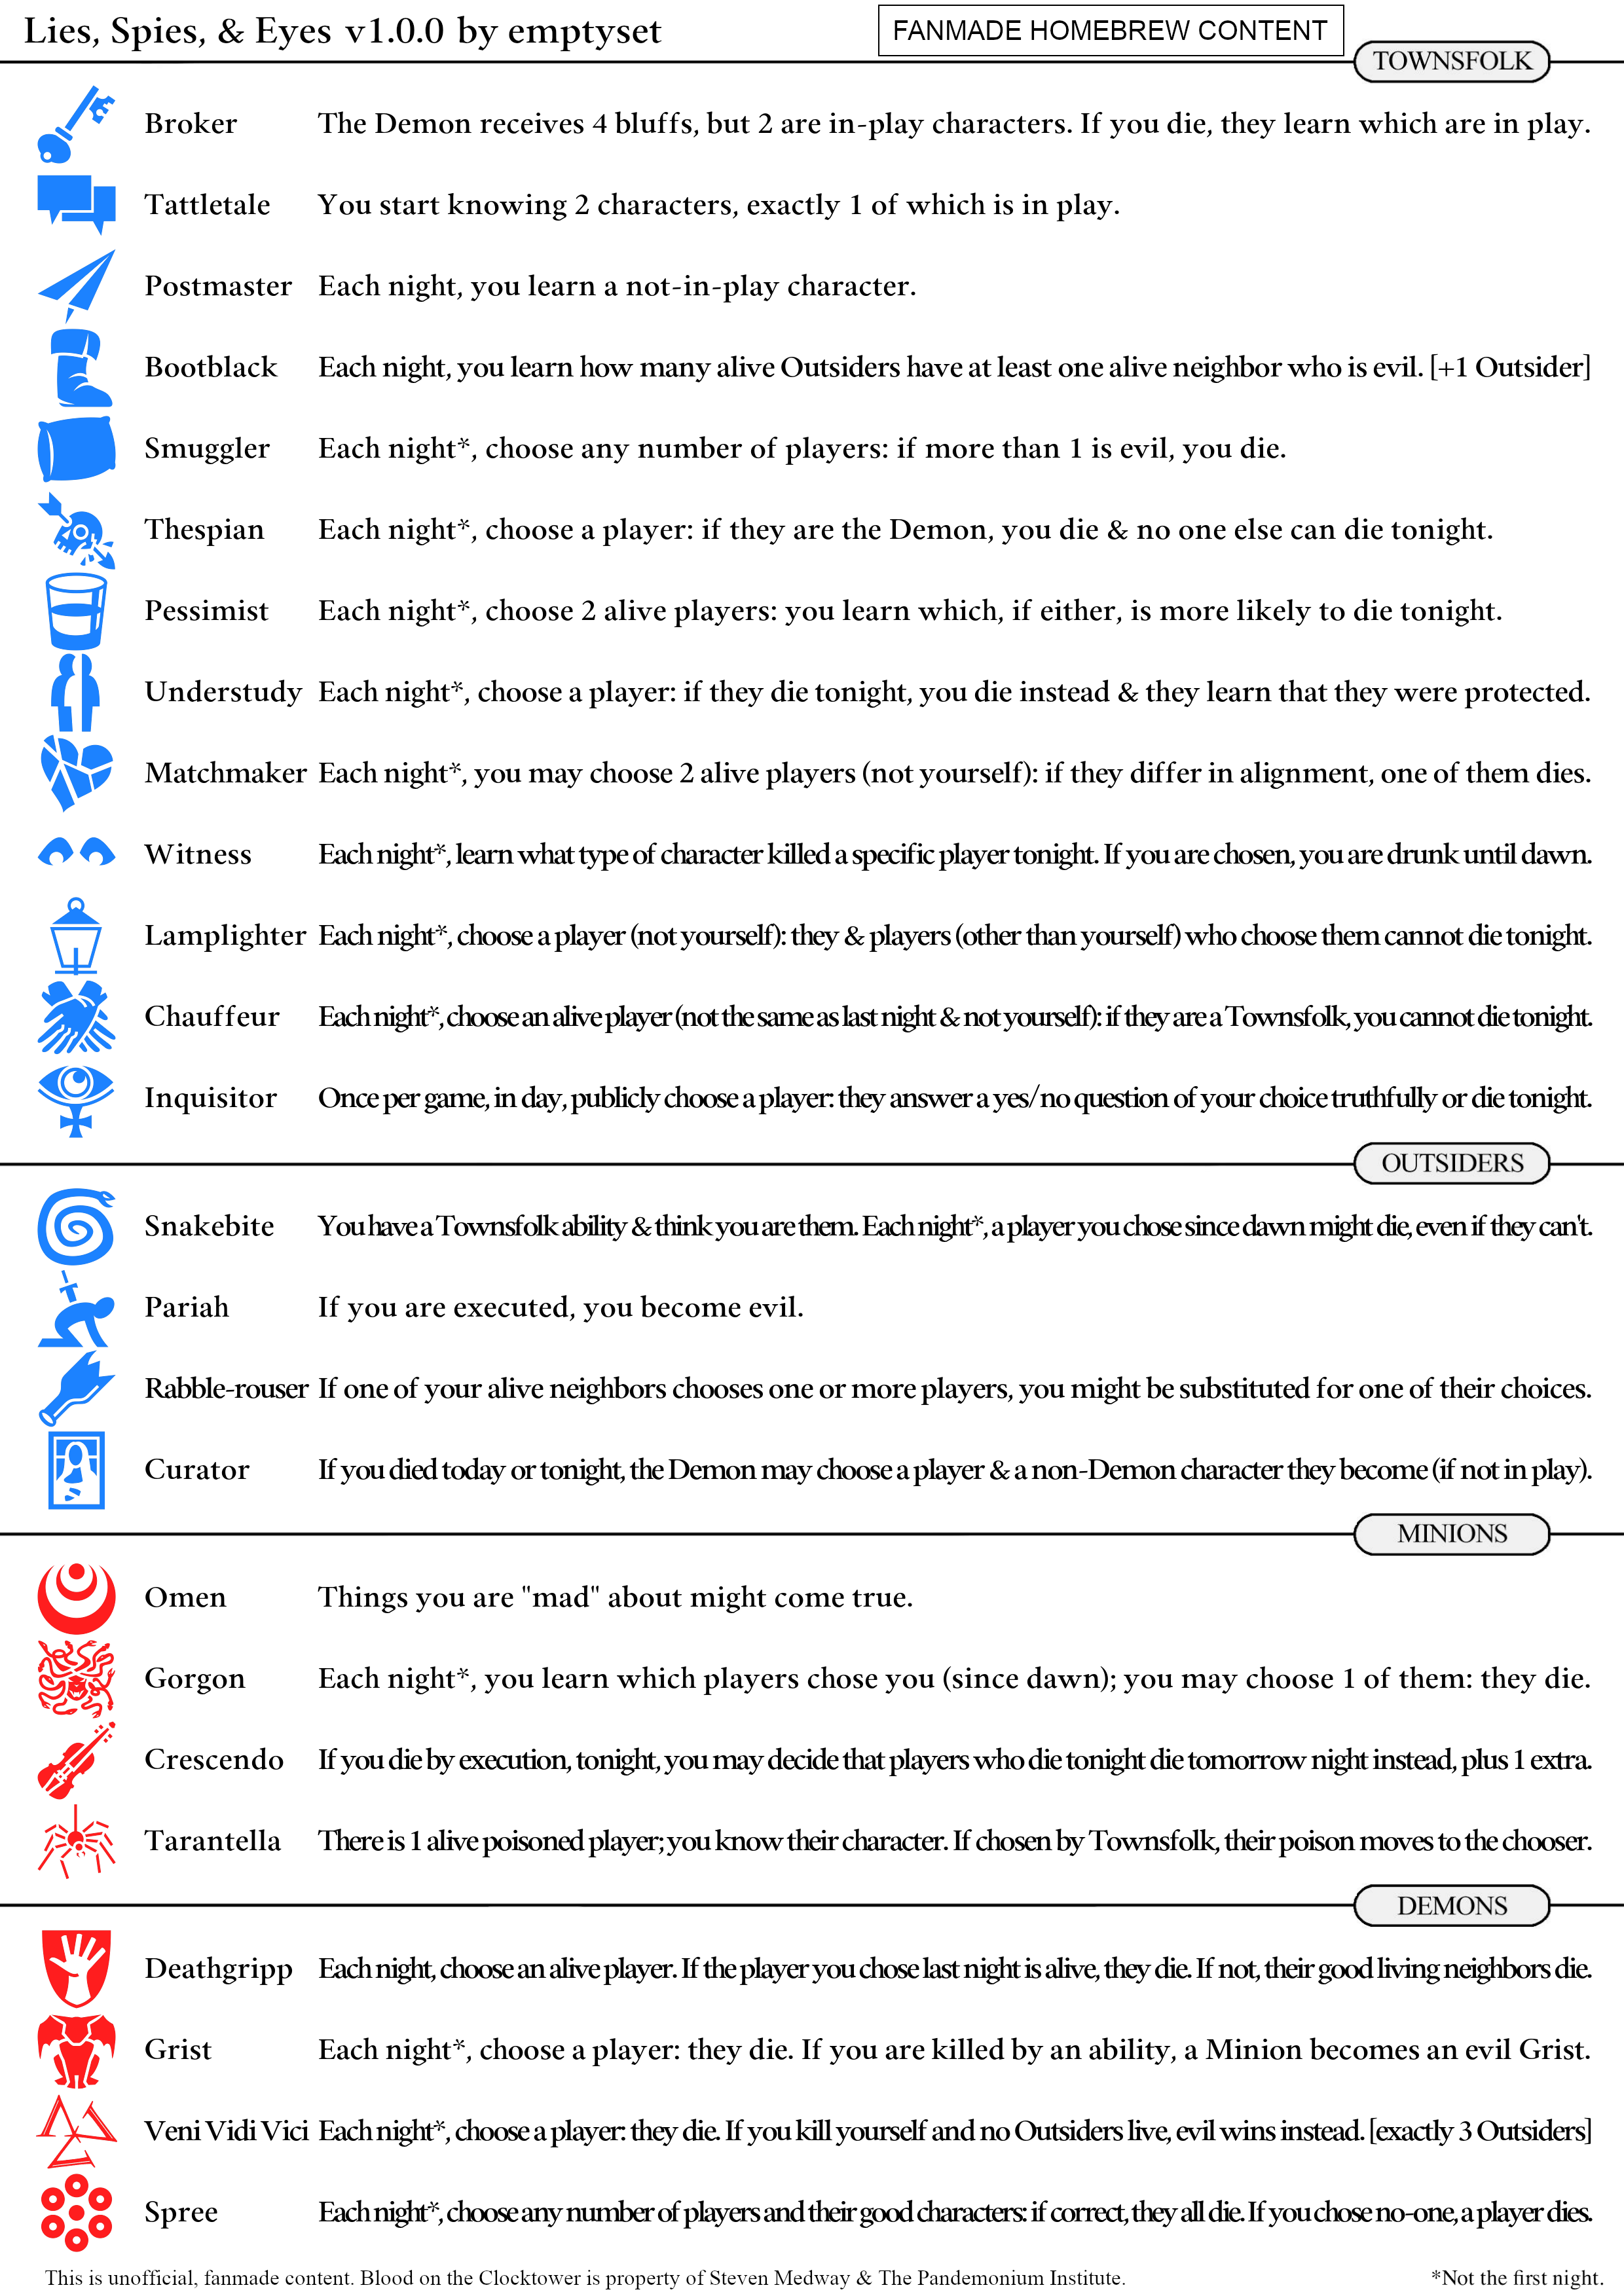 Lies, Spies, & Eyes v1.0.0 by emptyset
FANMADE HOMEBREW CONTENT
TOWNSFOLK
Broker The Demon receives 4 bluffs, but 2 are in-play characters. If you die, they learn which are in play.
Tattletale You start knowing 2 characters, exactly 1 of which is in play.
Postmaster Each night, you learn a not-in-play character.
Bootblack Each night, you learn how many alive Outsiders have at least one alive neighbor who is evil. [+1 Outsider]
Smuggler Each night*, choose any number of players: if more than 1 is evil, you die.
Thespian Each night*, choose a player: if they are the Demon, you die & no one else can die tonight.
Pessimist Each night*, choose 2 alive players: you learn which, if either, is more likely to die tonight.
Understudy Each night*, choose a player: if they die tonight, you die instead & they learn that they were protected.
Matchmaker Each night*, you may choose 2 alive players (not yourself): if they differ in alignment, one of them dies.
Witness Each night*, learn what type of character killed a specific player tonight. If you are chosen, you are drunk until dawn.
Lamplighter Each night*, choose a player (not yourself): they & players (other than yourself) who choose them cannot die tonight.
Chauffeur Each night*, choose an alive player (not the same as last night & not yourself): if they are a Townsfolk, you cannot die tonight.
Inquisitor Once per game, in day, publicly choose a player: they answer a yes/no question of your choice truthfully or die tonight.
OUTSIDERS
Snakebite You have a Townsfolk ability & think you are them. Each night*, a player you chose since dawn might die, even if they can't.
Pariah If you are executed, you become evil.
Rabble-rouser If one of your alive neighbors chooses one or more players, you might be substituted for one of their choices.
Curator If you died today or tonight, the Demon may choose a player & a non-Demon character they become (if not in play).
MINIONS
Omen Things you are "mad" about might come true.
Gorgon Each night*, you learn which players chose you (since dawn); you may choose 1 of them: they die.
Crescendo If you die by execution, tonight, you may decide that players who die tonight die tomorrow night instead, plus 1 extra.
Tarantella There is 1 alive poisoned player; you know their character. If chosen by Townsfolk, their poison moves to the chooser.
DEMONS
Deathgripp Each night, choose an alive player. If the player you chose last night is alive, they die. If not, their good living neighbors die.
Grist Each night*, choose a player: they die. If you are killed by an ability, a Minion becomes an evil Grist.
Veni Vidi Vici Each night*, choose a player: they die. If you kill yourself and no Outsiders live, evil wins instead. [exactly 3 Outsiders]
Spree Each night*, choose any number of players and their good characters: if correct, they all die. If you chose no-one, a player dies.
This is unofficial, fanmade content. Blood on the Clocktower is property of Steven Medway & The Pandemonium Institute.
*Not the first night.